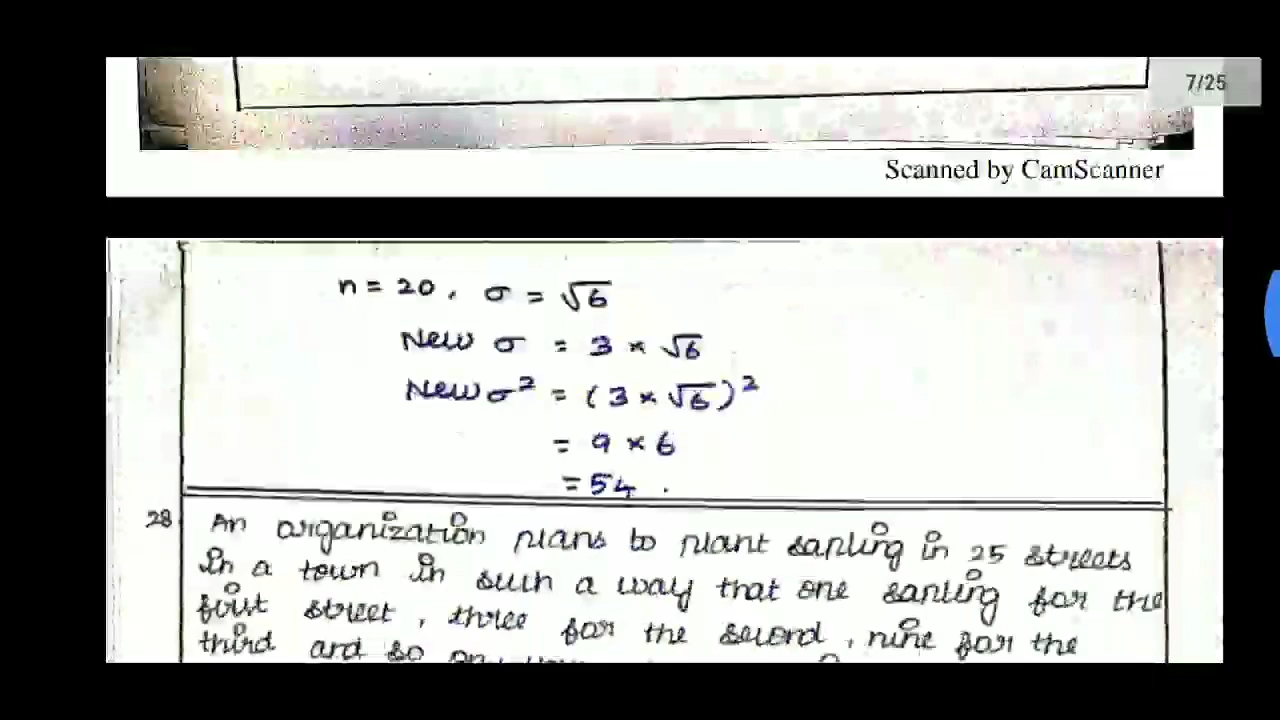 7/25
Scanned by CamScanner
n = 20, σ = √6
New σ = 3 × √6
New σ² = (3 × √6)²
= 9 × 6
= 54.
28 An organization plans to plant sapling in 25 streets
in a town in such a way that one sapling for the
first street, three for the second, nine for the
third and so on